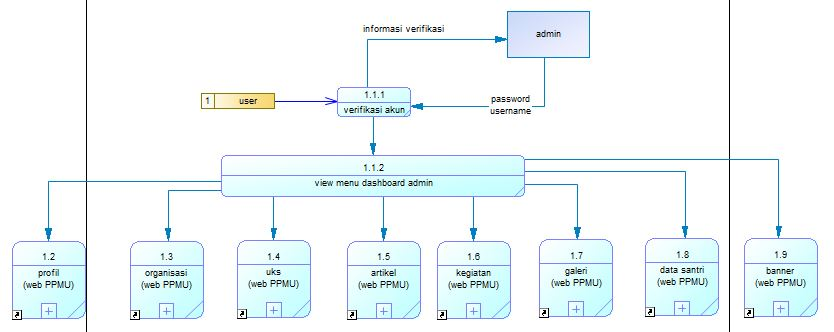 informasi verifikasi
admin
1 user
1.1.1
verifikasi akun
password
username
1.1.2
view menu dashboard admin
1.2
profil
(web PPMU)
1.3
organisasi
(web PPMU)
1.4
uks
(web PPMU)
1.5
artikel
(web PPMU)
1.6
kegiatan
(web PPMU)
1.7
galeri
(web PPMU)
1.8
data santri
(web PPMU)
1.9
banner
(web PPMU)